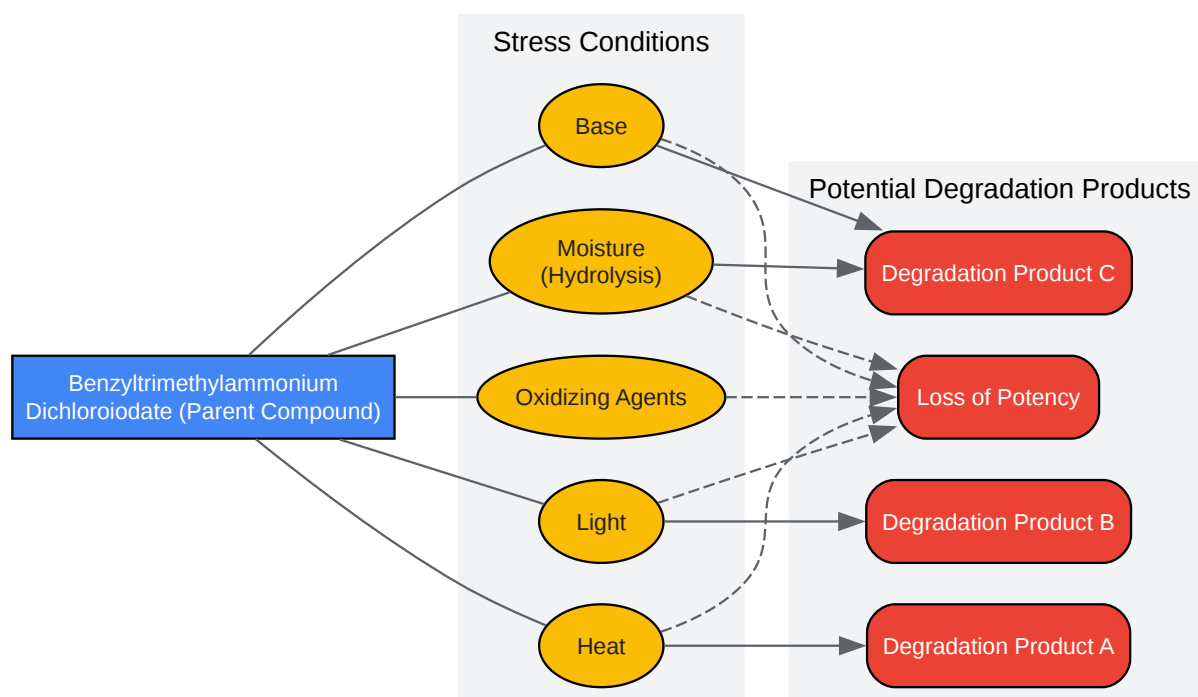 Stress Conditions
Base
Moisture
(Hydrolysis)
Oxidizing Agents
Light
Heat
Benzyltrimethylammonium
Dichloroiodate (Parent Compound)
Potential Degradation Products
Degradation Product C
Loss of Potency
Degradation Product B
Degradation Product A